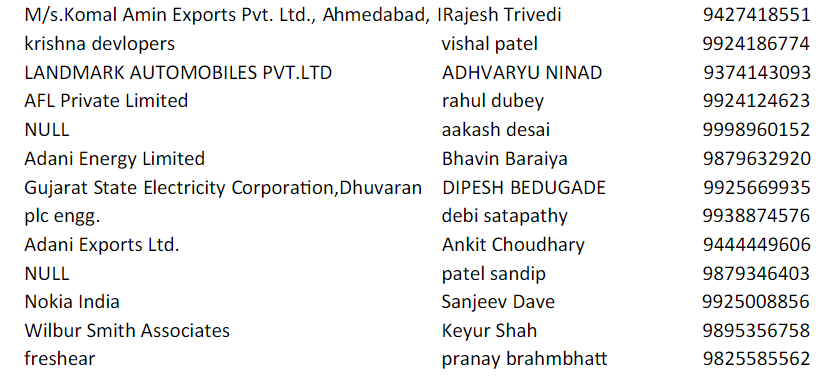 M/s.Komal Amin Exports Pvt. Ltd., Ahmedabad, I Rajesh Trivedi 9427418551
krishna devlopers vishal patel 9924186774
LANDMARK AUTOMOBILES PVT.LTD ADHVARYU NINAD 9374143093
AFL Private Limited rahul dubey 9924124623
NULL aakash desai 9998960152
Adani Energy Limited Bhavin Baraiya 9879632920
Gujarat State Electricity Corporation,Dhuvaran DIPESH BEDUGADE 9925669935
plc engg. debi satapathy 9938874576
Adani Exports Ltd. Ankit Choudhary 9444449606
NULL patel sandip 9879346403
Nokia India Sanjeev Dave 9925008856
Wilbur Smith Associates Keyur Shah 9895356758
freshear pranay brahmbhatt 9825585562